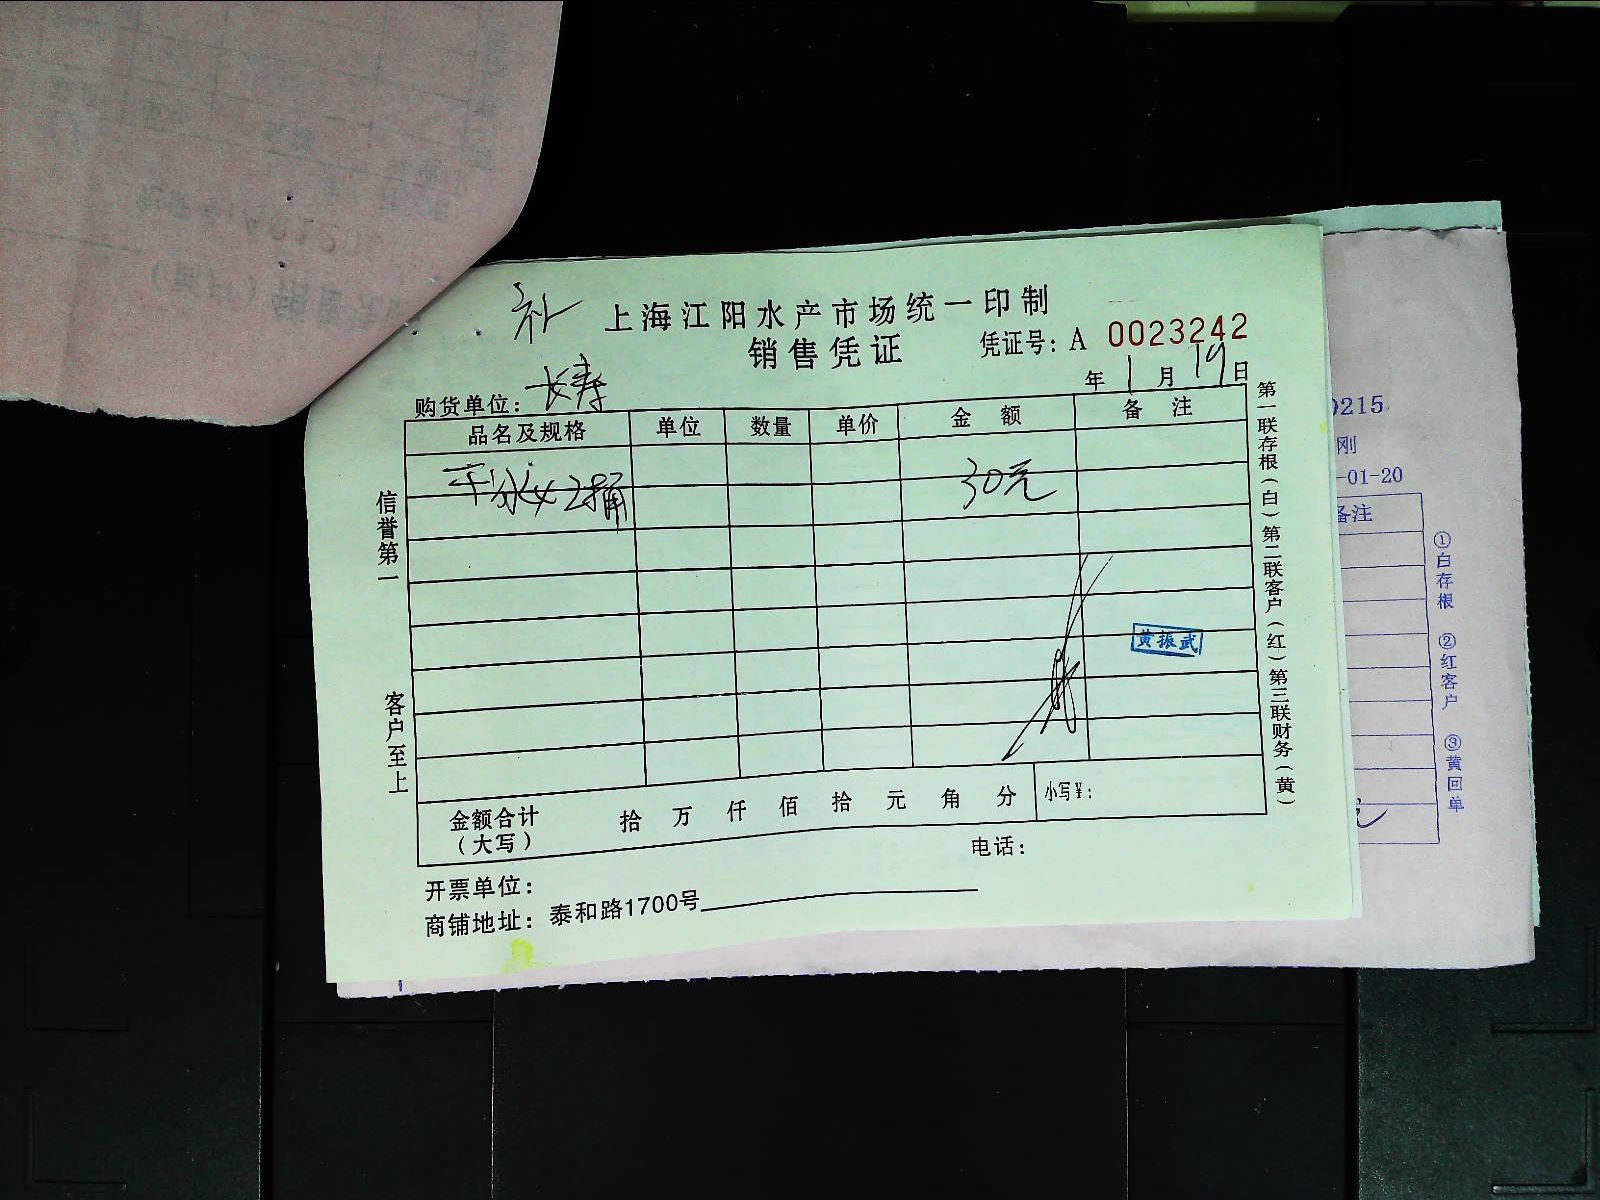 补
上海江阳水产市场统一印制
销售凭证
凭证号: A 0023242
年 1 月 19 日
购货单位: 长寿
品名及规格 单位 数量 单价 金额 备注
2桶 30元
黄振武
金额合计(大写) 拾 万 仟 佰 拾 元 角 分 小写¥:
电话:
开票单位:
商铺地址: 泰和路1700号
信誉第一 客户至上
第一联存根(白)第二联客户(红)第三联财务(黄)
0215
刚
-01-20
备注
①白存根 ②红客户 ③黄回单